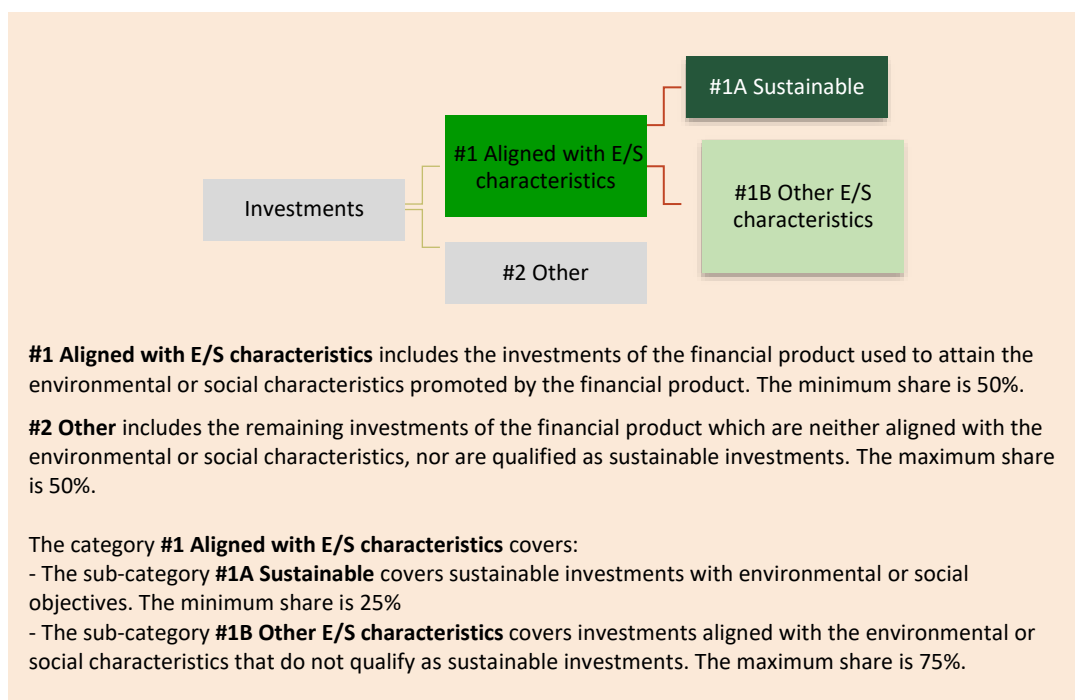 #1A Sustainable
#1 Aligned with E/S
characteristics
#1B Other E/S
characteristics
Investments
#2 Other
#1 Aligned with E/S characteristics includes the investments of the financial product used to attain the
environmental or social characteristics promoted by the financial product. The minimum share is 50%.
#2 Other includes the remaining investments of the financial product which are neither aligned with the
environmental or social characteristics, nor are qualified as sustainable investments. The maximum share
is 50%.
The category #1 Aligned with E/S characteristics covers:
- The sub-category #1A Sustainable covers sustainable investments with environmental or social
objectives. The minimum share is 25%
- The sub-category #1B Other E/S characteristics covers investments aligned with the environmental or
social characteristics that do not qualify as sustainable investments. The maximum share is 75%.